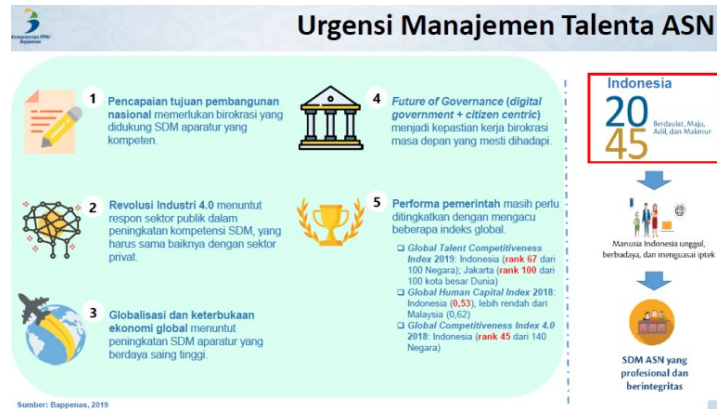 Kementerian PPN/
Bappenas
Urgensi Manajemen Talenta ASN
1
Pencapaian tujuan pembangunan
nasional memerlukan birokrasi yang
didukung SDM aparatur yang
kompeten.
2
Revolusi Industri 4.0 menuntut
respon sektor publik dalam
peningkatan kompetensi SDM, yang
harus sama baiknya dengan sektor
privat.
3
Globalisasi dan keterbukaan
ekonomi global menuntut
peningkatan SDM aparatur yang
berdaya saing tinggi.
4
Future of Governance (digital
government + citizen centric)
menjadi kepastian kerja birokrasi
masa depan yang mesti dihadapi.
5
Performa pemerintah masih perlu
ditingkatkan dengan mengacu
beberapa indeks global.
❑ Global Talent Competitiveness
Index 2019: Indonesia (rank 67 dari
100 Negara); Jakarta (rank 100 dari
100 kota besar Dunia)
❑ Global Human Capital Index 2018:
Indonesia (0,53), lebih rendah dari
Malaysia (0,62)
❑ Global Competitiveness Index 4.0
2018: Indonesia (rank 45 dari 140
Negara)
Indonesia
20
45
Berdaulat, Maju,
Adil, dan Makmur
Manusia Indonesia unggul,
berbudaya, dan menguasai iptek
SDM ASN yang
profesional dan
berintegritas
Sumber: Bappenas, 2019